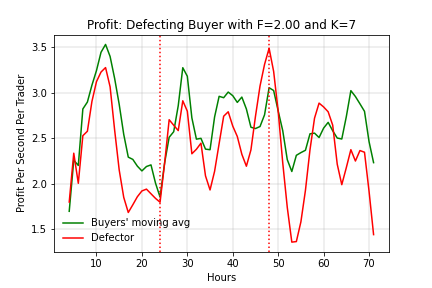 Profit: Defecting Buyer with F=2.00 and K=7
Profit Per Second Per Trader
3.5
3.0
2.5
2.0
1.5
Buyers' moving avg
Defector
10 20 30 40 50 60 70
Hours